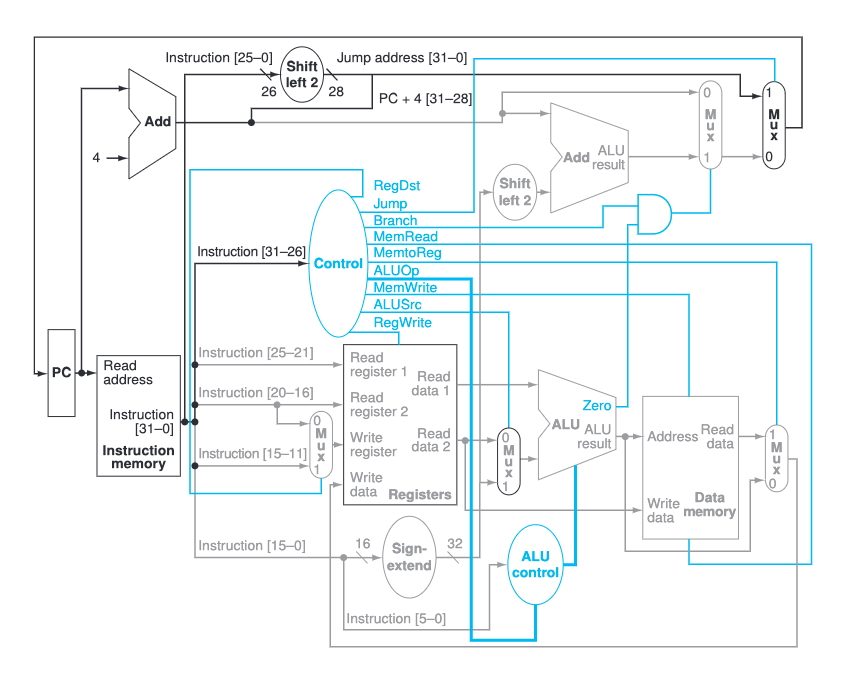 Instruction [25–0]
Shift
left 2
Jump address [31–0]
26
28
PC + 4 [31–28]
Add
4
0
M
u
x
1
1
M
u
x
0
Add
ALU
result
Shift
left 2
RegDst
Jump
Branch
MemRead
MemtoReg
ALUOp
MemWrite
ALUSrc
RegWrite
Instruction [31–26]
Control
PC
Read
address
Instruction
[31–0]
Instruction
memory
Instruction [25–21]
Instruction [20–16]
Instruction [15–11]
0
M
u
x
1
Read
register 1
Read
register 2
Write
register
Write
data
Read
data 1
Read
data 2
Registers
0
M
u
x
1
Zero
ALU
ALU
result
Address
Read
data
Write
data
Data
memory
1
M
u
x
0
Instruction [15–0]
16
Sign-
extend
32
ALU
control
Instruction [5–0]